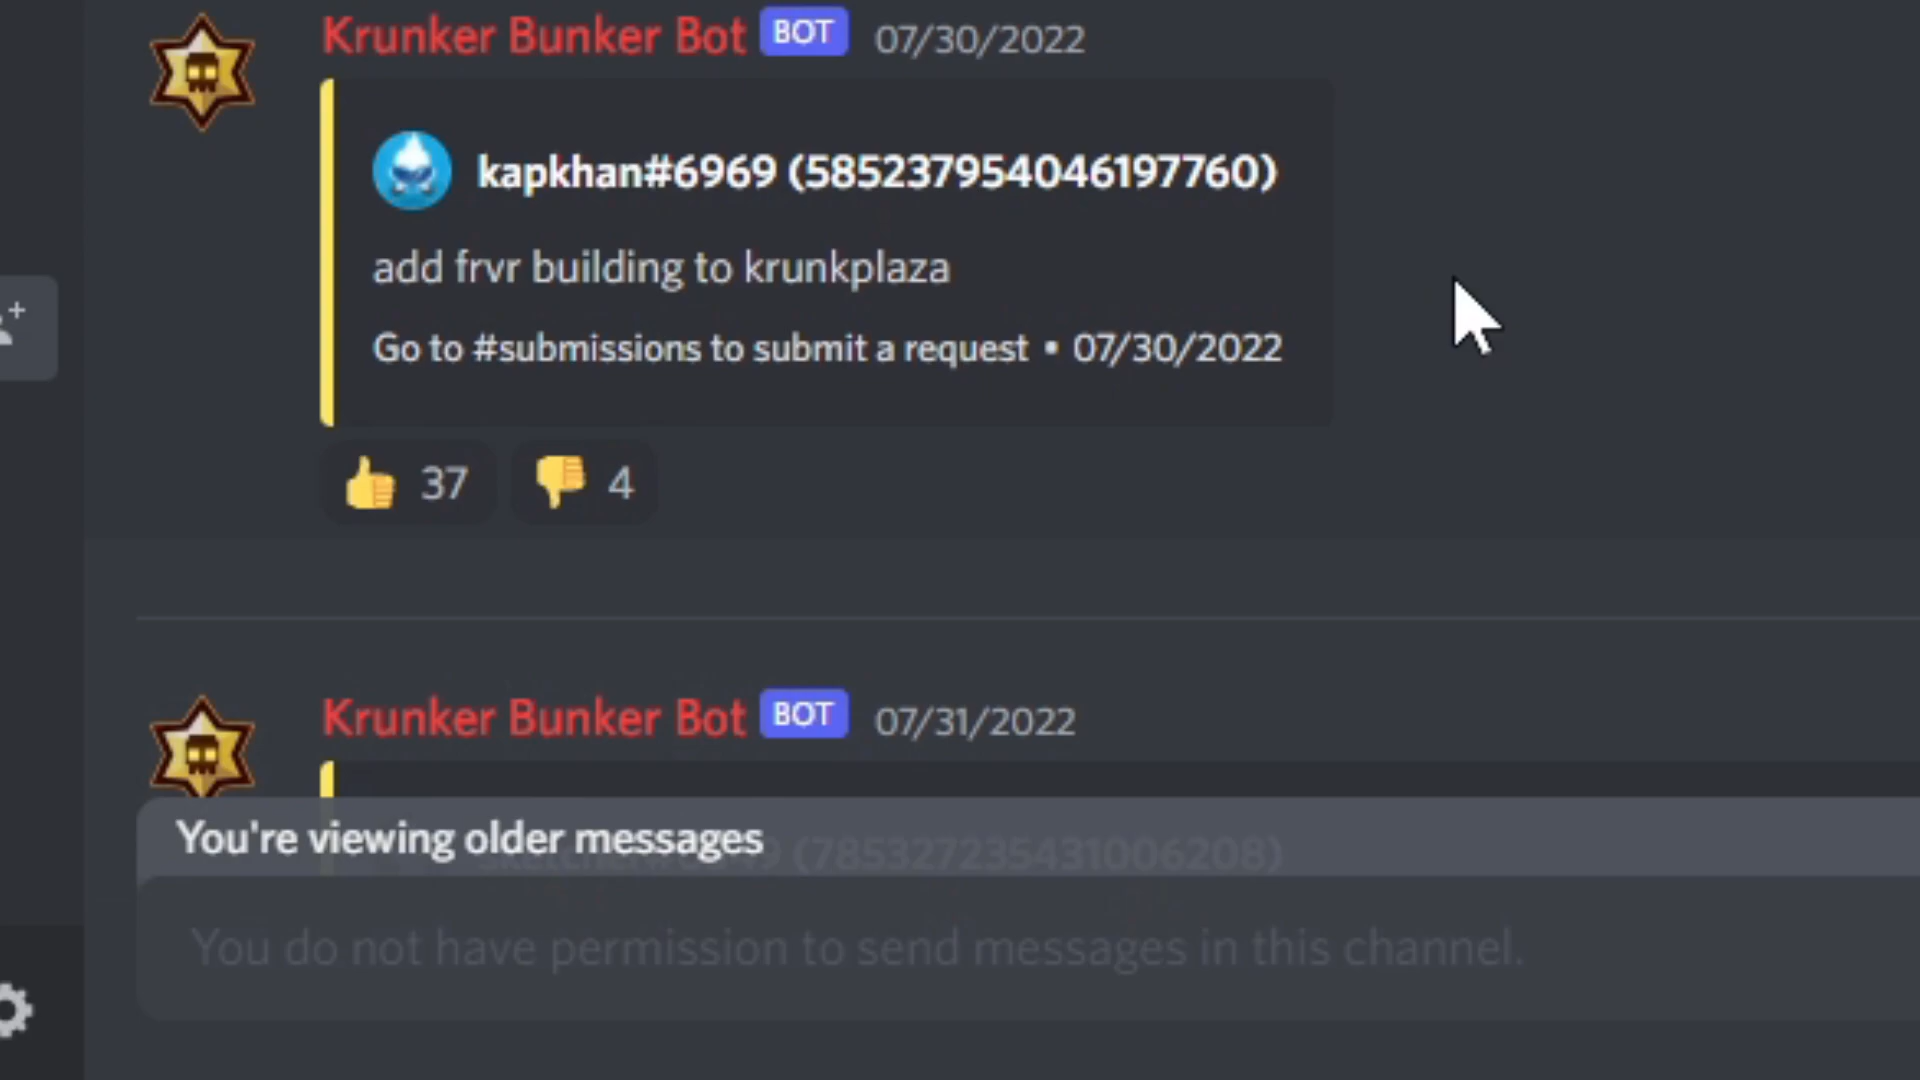 Krunker Bunker Bot BOT 07/30/2022
kapkhan#6969 (585237954046197760)
add frvr building to krunkplaza
Go to #submissions to submit a request • 07/30/2022
37 4
Krunker Bunker Bot BOT 07/31/2022
You're viewing older messages
(785327235431006208)
You do not have permission to send messages in this channel.